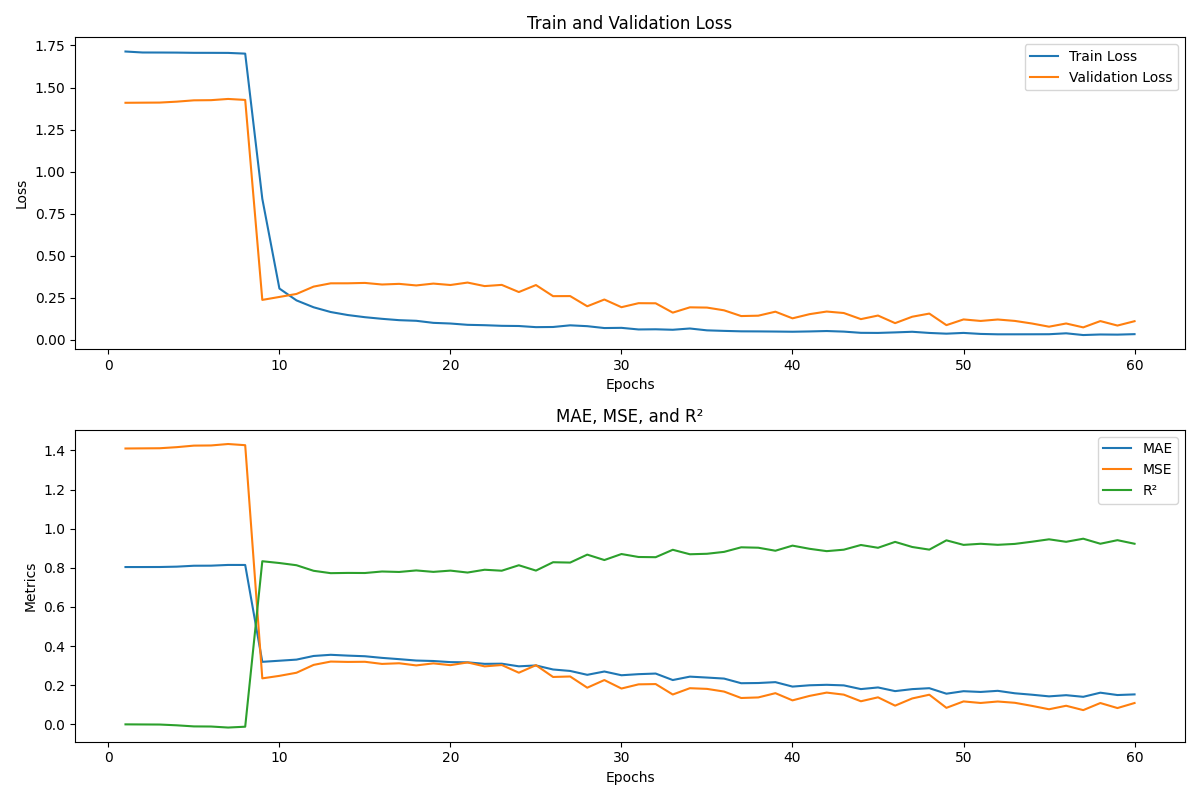 Train and Validation Loss
1.75
1.50
1.25
1.00
0.75
0.50
0.25
0.00
Loss
Train Loss
Validation Loss
0 10 20 30 40 50 60
Epochs
MAE, MSE, and R²
1.4
1.2
1.0
0.8
0.6
0.4
0.2
0.0
Metrics
MAE
MSE
R²
0 10 20 30 40 50 60
Epochs